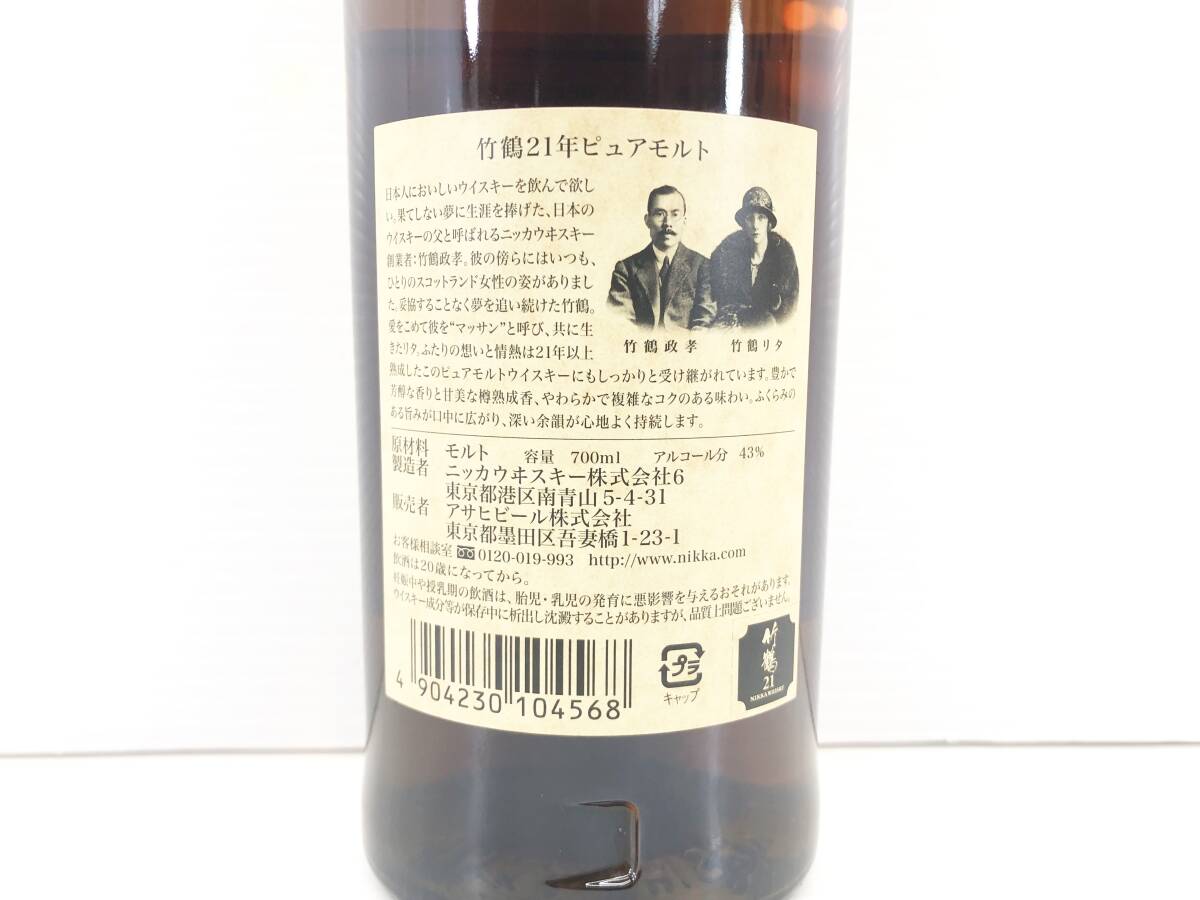 竹鶴21年ピュアモルト
日本人においしいウイスキーを飲んで欲し
い。果てしない夢に生涯を捧げた、日本の
ウイスキーの父と呼ばれるニッカウヰスキー
創業者:竹鶴政孝。彼の傍らにはいつも、
ひとりのスコットランド女性の姿がありまし
た。妥協することなく夢を追い続けた竹鶴。
愛をこめて彼を“マッサン”と呼び、共に生
きたリタ。ふたりの想いと情熱は21年以上
熟成したこのピュアモルトウイスキーにもしっかりと受け継がれています。豊かで
芳醇な香りと甘美な樽熟成香、やわらかで複雑なコクのある味わい。ふくらみの
ある旨みが口中に広がり、深い余韻が心地よく持続します。
竹鶴政孝 竹鶴リタ
原材料 モルト 容量 700ml アルコール分 43%
製造者 ニッカウヰスキー株式会社6
東京都港区南青山5-4-31
販売者 アサヒビール株式会社
東京都墨田区吾妻橋1-23-1
お客様相談室 0120-019-993 http://www.nikka.com
飲酒は20歳になってから。
妊娠中や授乳期の飲酒は、胎児・乳児の発育に悪影響を与えるおそれがあります。
ウイスキー成分等が保存中に析出し沈澱することがありますが、品質上問題ございません。
4 904230 104568
プラ
キャップ
竹鶴
21
NIKKA WHISKY